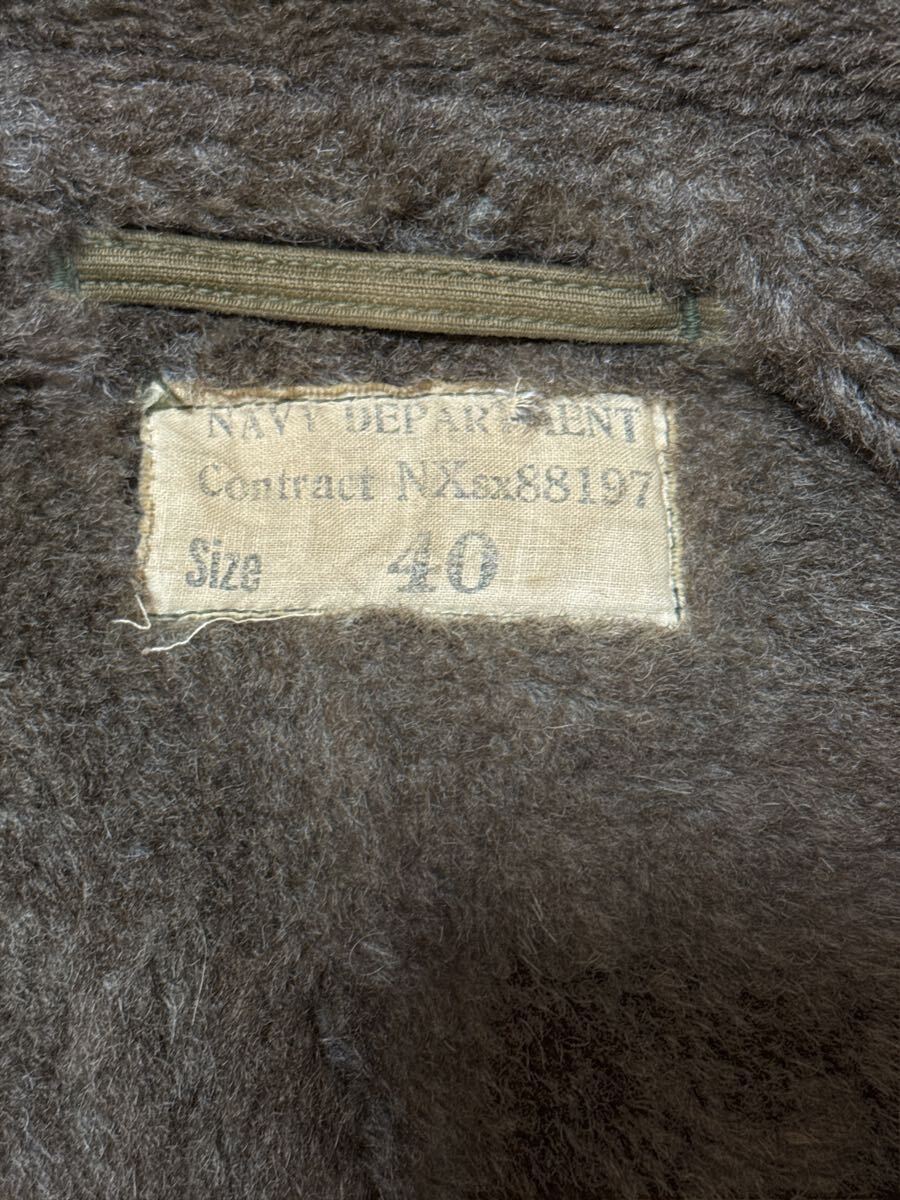 NAVY DEPARTMENT
Contract NXsx88197
Size 40